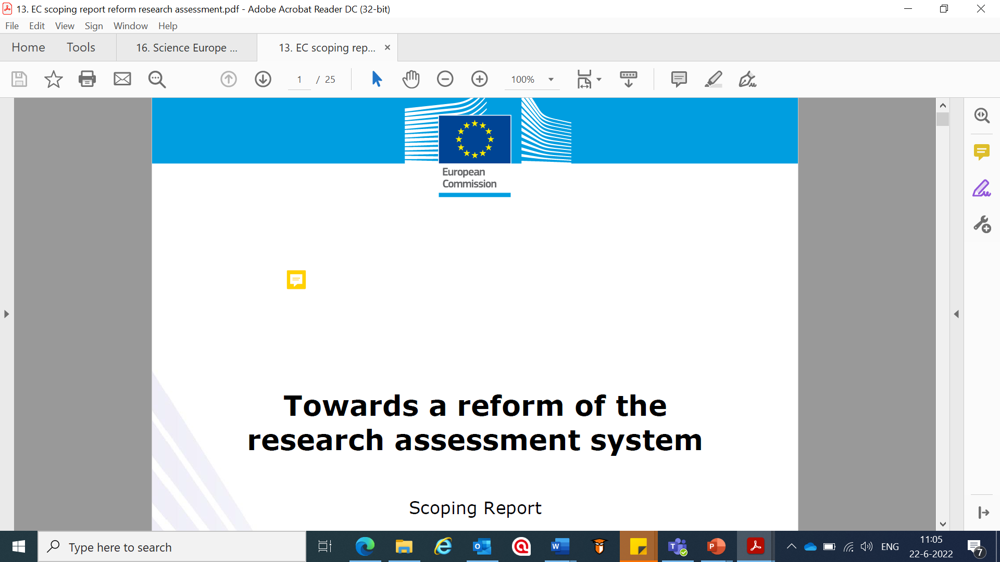 13. EC scoping report reform research assessment.pdf - Adobe Acrobat Reader DC (32-bit)
File Edit View Sign Window Help
Home Tools 16. Science Europe ... 13. EC scoping rep... ×
1 / 25 100%
European
Commission
Towards a reform of the
research assessment system
Scoping Report
Type here to search
ENG
11:05
22-6-2022
7